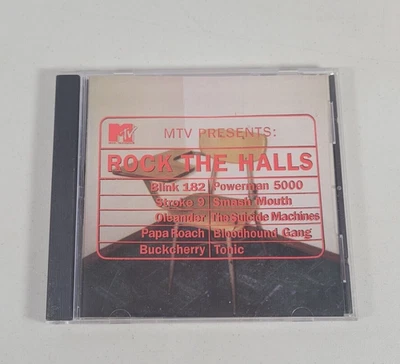 MTV
MTV PRESENTS:
ROCK THE HALLS
Blink 182 Powerman 5000
Stroke 9 Smash Mouth
Oleander The Suicide Machines
Papa Roach Bloodhound Gang
Buckcherry Tonic